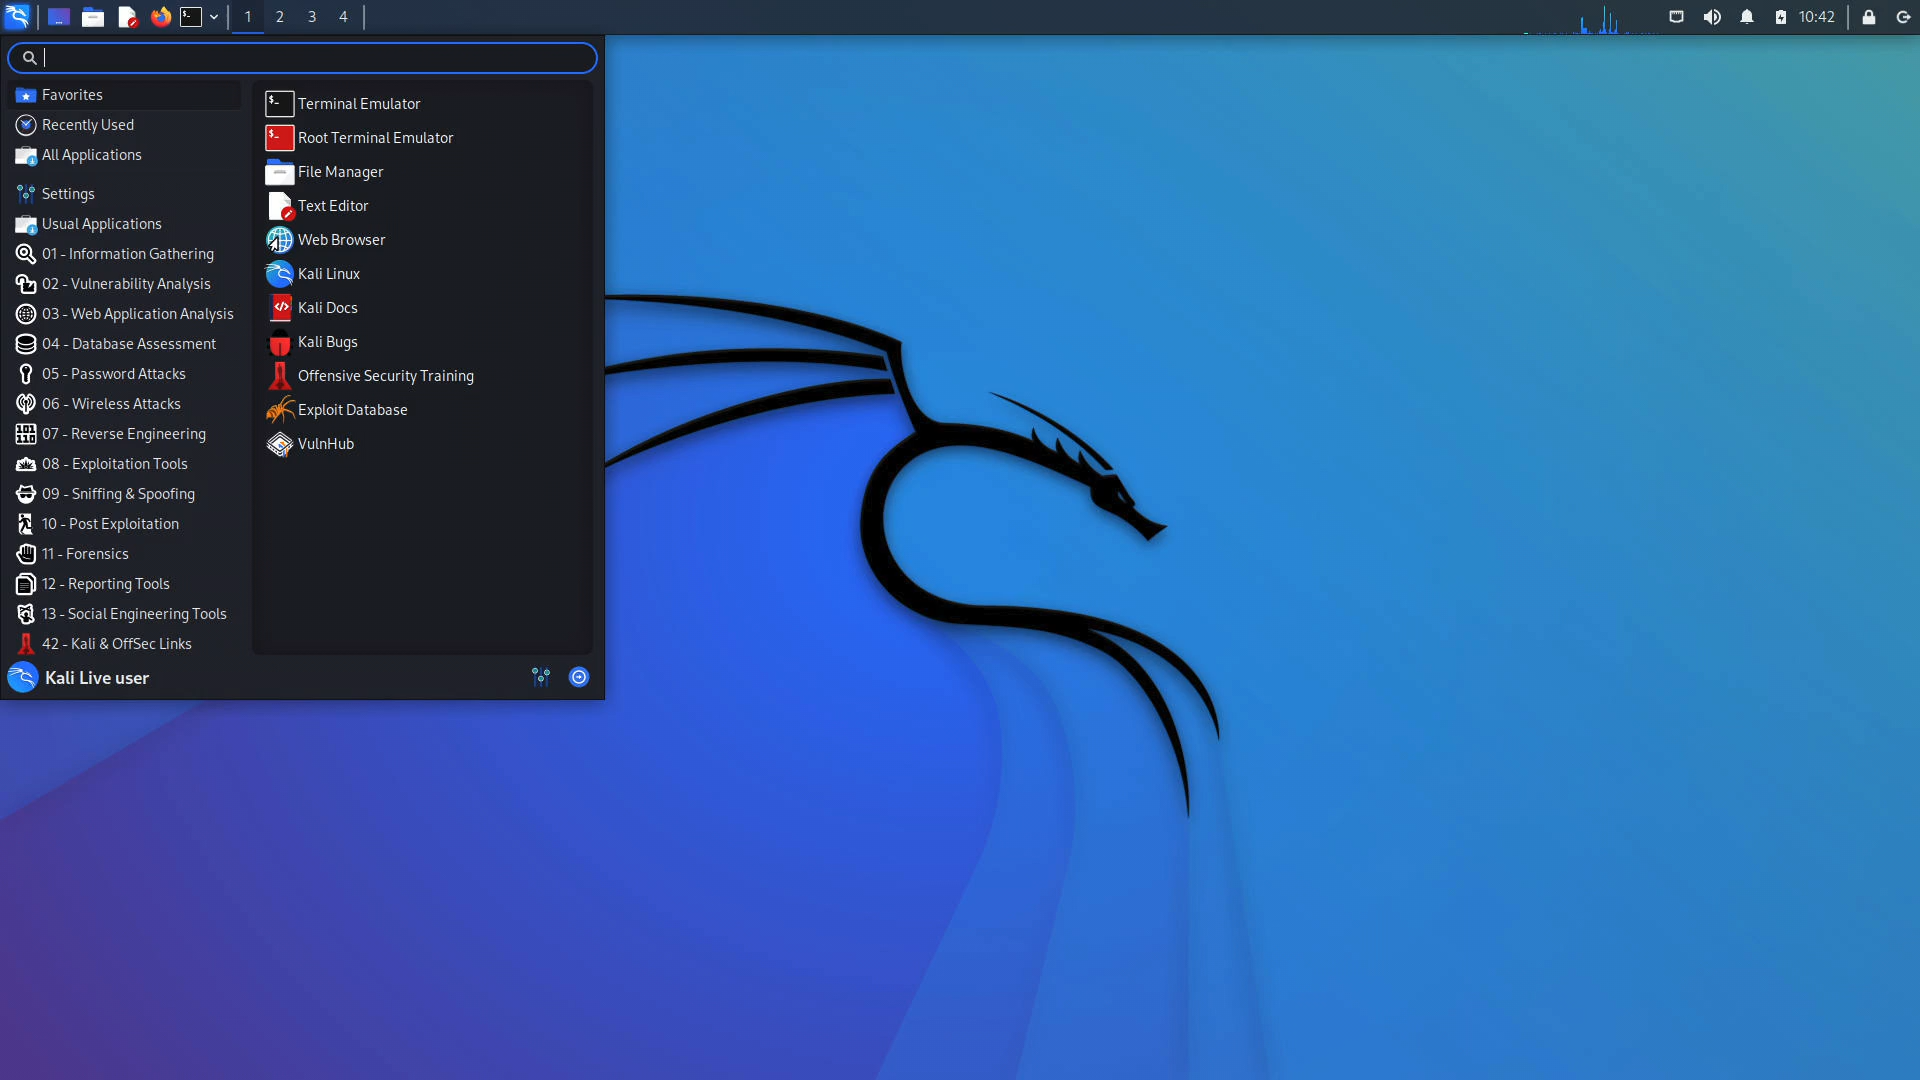 $_
1 2 3 4
10:42
Favorites
Recently Used
All Applications
Settings
Usual Applications
01 - Information Gathering
02 - Vulnerability Analysis
03 - Web Application Analysis
04 - Database Assessment
05 - Password Attacks
06 - Wireless Attacks
07 - Reverse Engineering
08 - Exploitation Tools
09 - Sniffing & Spoofing
10 - Post Exploitation
11 - Forensics
12 - Reporting Tools
13 - Social Engineering Tools
42 - Kali & OffSec Links
$_ Terminal Emulator
$_ Root Terminal Emulator
File Manager
Text Editor
Web Browser
Kali Linux
</> Kali Docs
Kali Bugs
Offensive Security Training
Exploit Database
VulnHub
Kali Live user